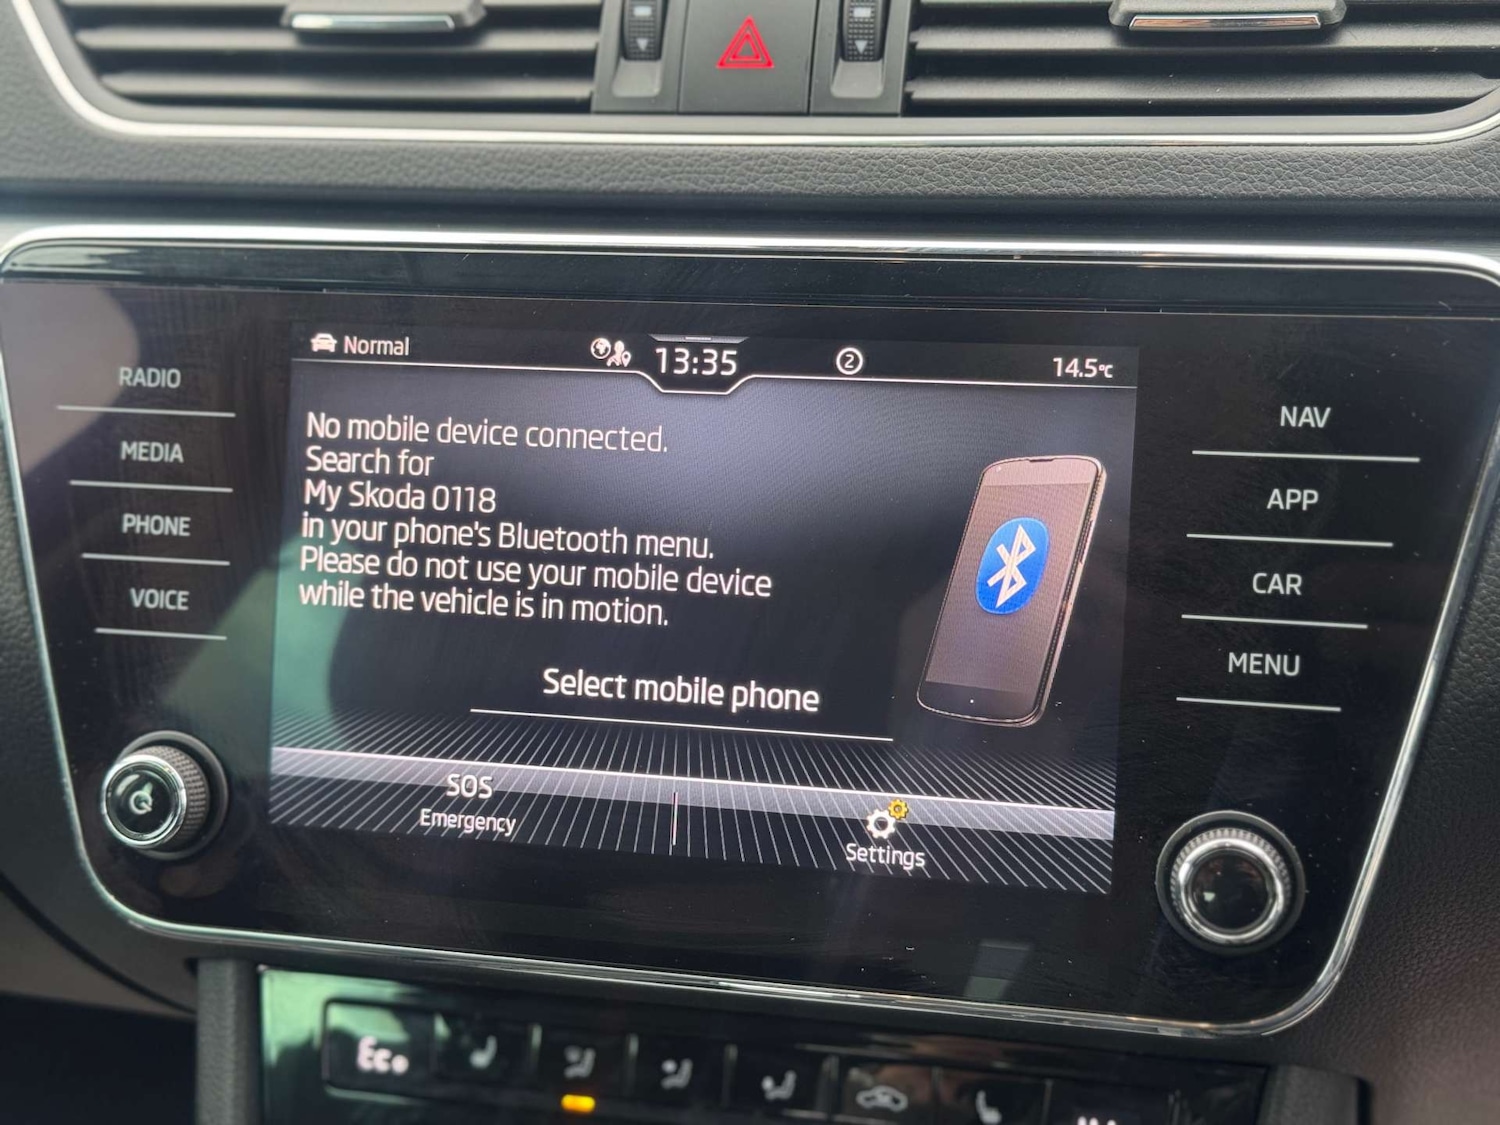 Normal
13:35
2
14.5°C
RADIO
MEDIA
PHONE
VOICE
No mobile device connected.
Search for
My Skoda 0118
in your phone's Bluetooth menu.
Please do not use your mobile device
while the vehicle is in motion.
Select mobile phone
SOS
Emergency
Settings
NAV
APP
CAR
MENU
Eco